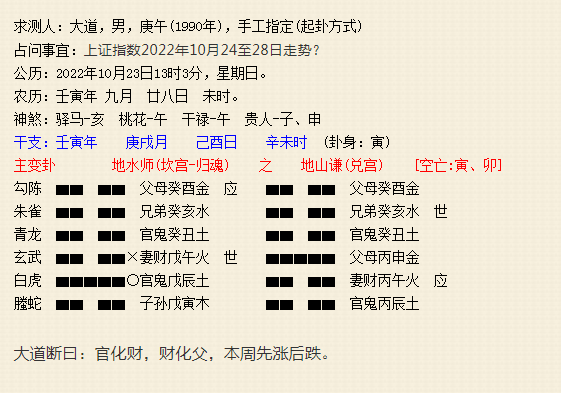 求测人：大道，男，庚午(1990年)，手工指定(起卦方式)
占问事宜：上证指数2022年10月24至28日走势？
公历：2022年10月23日13时3分，星期日。
农历：壬寅年 九月 廿八日 未时。
神煞：驿马-亥 桃花-午 干禄-午 贵人-子、申
干支：壬寅年 庚戌月 己酉日 辛未时 (卦身：寅)
主变卦 地水师(坎宫-归魂) 之 地山谦(兑宫) [空亡:寅、卯]
勾陈 父母癸酉金 应 父母癸酉金
朱雀 兄弟癸亥水 兄弟癸亥水 世
青龙 官鬼癸丑土 官鬼癸丑土
玄武 ×妻财戊午火 世 父母丙申金
白虎 〇官鬼戊辰土 妻财丙午火 应
螣蛇 子孙戊寅木 官鬼丙辰土
大道断曰：官化财，财化父，本周先涨后跌。